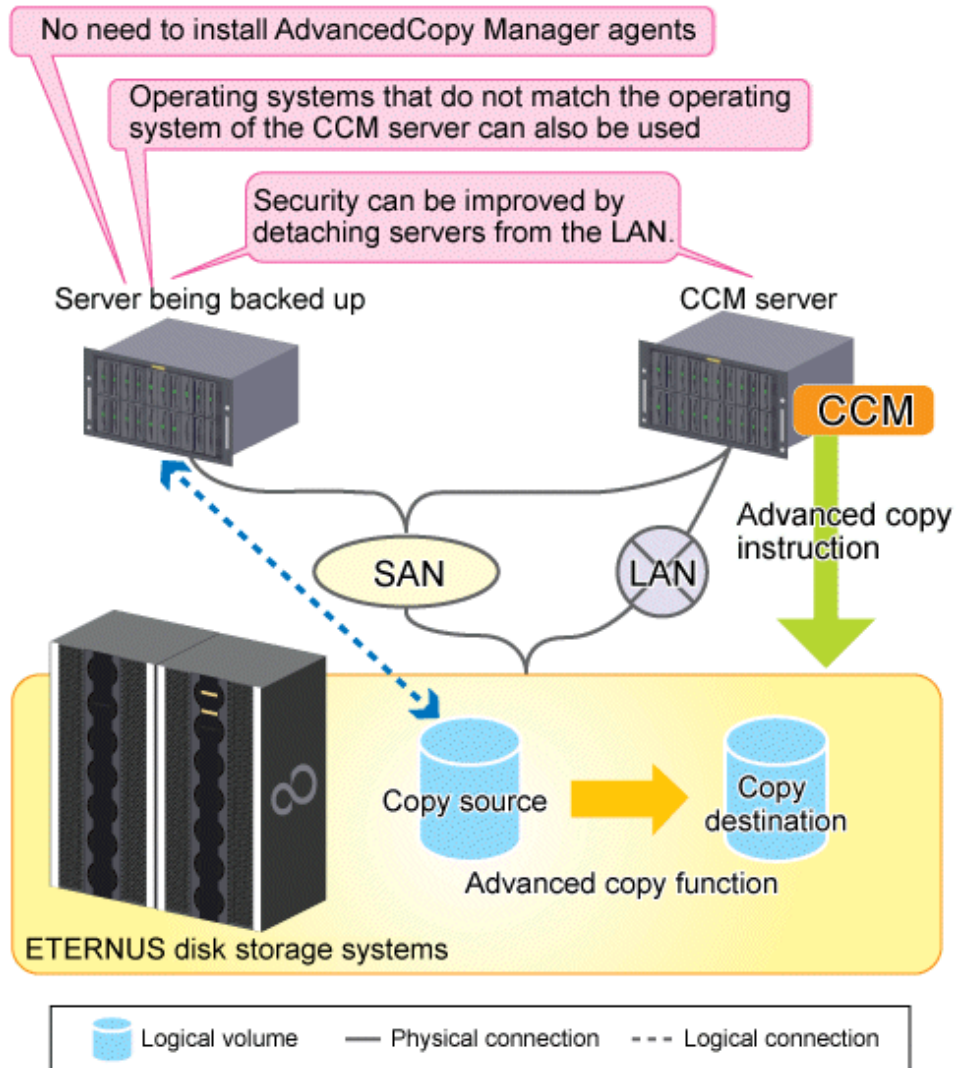 No need to install AdvancedCopy Manager agents
Operating systems that do not match the operating
system of the CCM server can also be used
Security can be improved by
detaching servers from the LAN.
Server being backed up
CCM server
CCM
Advanced copy
instruction
SAN
LAN
Copy source
Copy
destination
Advanced copy function
ETERNUS disk storage systems
Logical volume
Physical connection
Logical connection